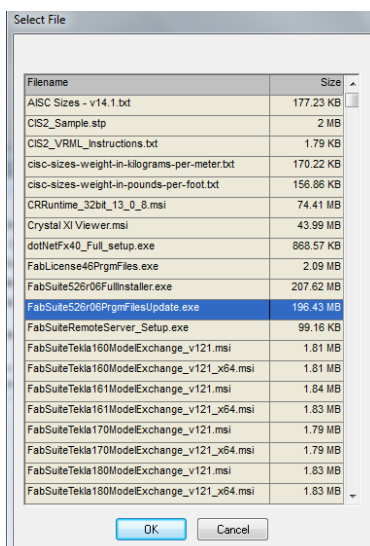 Select File
Filename Size
AISC Sizes - v14.1.txt 177.23 KB
CIS2_Sample.stp 2 MB
CIS2_VRML_Instructions.txt 1.79 KB
cisc-sizes-weight-in-kilograms-per-meter.txt 170.22 KB
cisc-sizes-weight-in-pounds-per-foot.txt 156.86 KB
CRRuntime_32bit_13_0_8.msi 74.41 MB
Crystal XI Viewer.msi 43.99 MB
dotNetFx40_Full_setup.exe 868.57 KB
FabLicense46PrgmFiles.exe 2.09 MB
FabSuite526r06FullInstaller.exe 207.62 MB
FabSuite526r06PrgmFilesUpdate.exe 196.43 MB
FabSuiteRemoteServer_Setup.exe 99.16 KB
FabSuiteTekla160ModelExchange_v121.msi 1.81 MB
FabSuiteTekla160ModelExchange_v121_x64.msi 1.81 MB
FabSuiteTekla161ModelExchange_v121.msi 1.84 MB
FabSuiteTekla161ModelExchange_v121_x64.msi 1.83 MB
FabSuiteTekla170ModelExchange_v121.msi 1.79 MB
FabSuiteTekla170ModelExchange_v121_x64.msi 1.79 MB
FabSuiteTekla180ModelExchange_v121.msi 1.83 MB
FabSuiteTekla180ModelExchange_v121_x64.msi 1.83 MB
OK Cancel